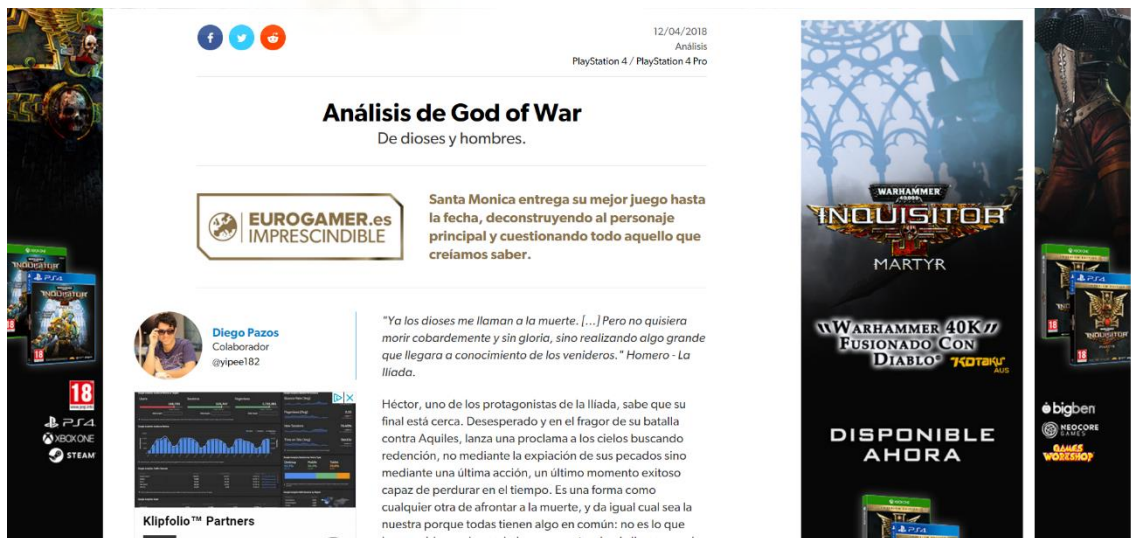 12/04/2018
Análisis
PlayStation 4 / PlayStation 4 Pro
Análisis de God of War
De dioses y hombres.
EUROGAMER.es
IMPRESCINDIBLE
Santa Monica entrega su mejor juego hasta
la fecha, deconstruyendo al personaje
principal y cuestionando todo aquello que
creíamos saber.
Diego Pazos
Colaborador
@yipee182
"Ya los dioses me llaman a la muerte. [...] Pero no quisiera
morir cobardemente y sin gloria, sino realizando algo grande
que llegara a conocimiento de los venideros." Homero - La
Ilíada.
Héctor, uno de los protagonistas de la Ilíada, sabe que su
final está cerca. Desesperado y en el fragor de su batalla
contra Aquiles, lanza una proclama a los cielos buscando
redención, no mediante la expiación de sus pecados sino
mediante una última acción, un último momento exitoso
capaz de perdurar en el tiempo. Es una forma como
cualquier otra de afrontar a la muerte, y da igual cual sea la
nuestra porque todas tienen algo en común: no es lo que
Klipfolio™ Partners
18
PS4
XBOX ONE
STEAM
WARHAMMER
40,000
INQUISITOR
MARTYR
"WARHAMMER 40K
FUSIONADO CON
DIABLO"
KOTAKU
AUS
DISPONIBLE
AHORA
PS4
INQUISITOR
18
bigben
NEOCORE
GAMES
GAMES
WORKSHOP